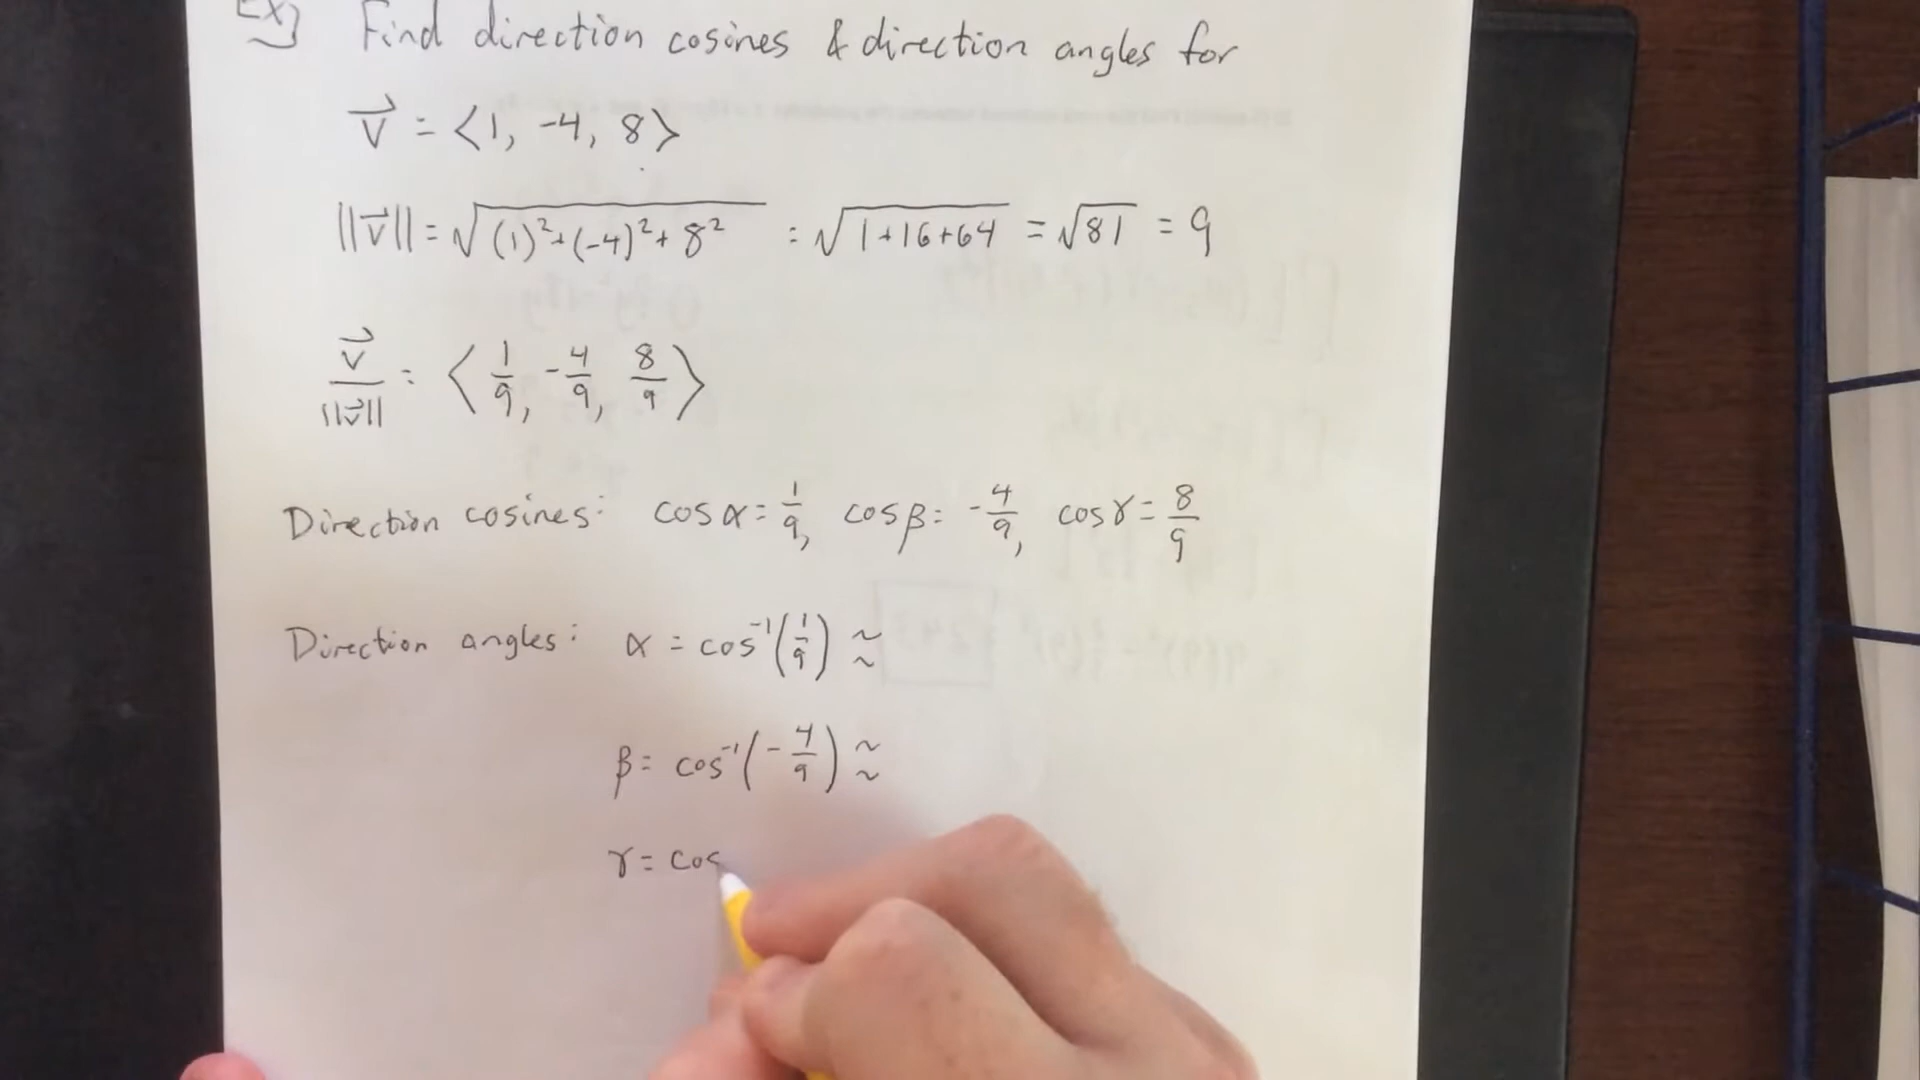 Ex] Find direction cosines & direction angles for
v⃗ = <1, -4, 8>
||v⃗|| = √((1)²+(-4)²+8²) = √(1+16+64) = √81 = 9
v⃗/||v⃗|| = <1/9, -4/9, 8/9>
Direction cosines: cos α = 1/9, cos β = -4/9, cos γ = 8/9
Direction angles: α = cos⁻¹(1/9) ≈
β = cos⁻¹(-4/9) ≈
γ = cos